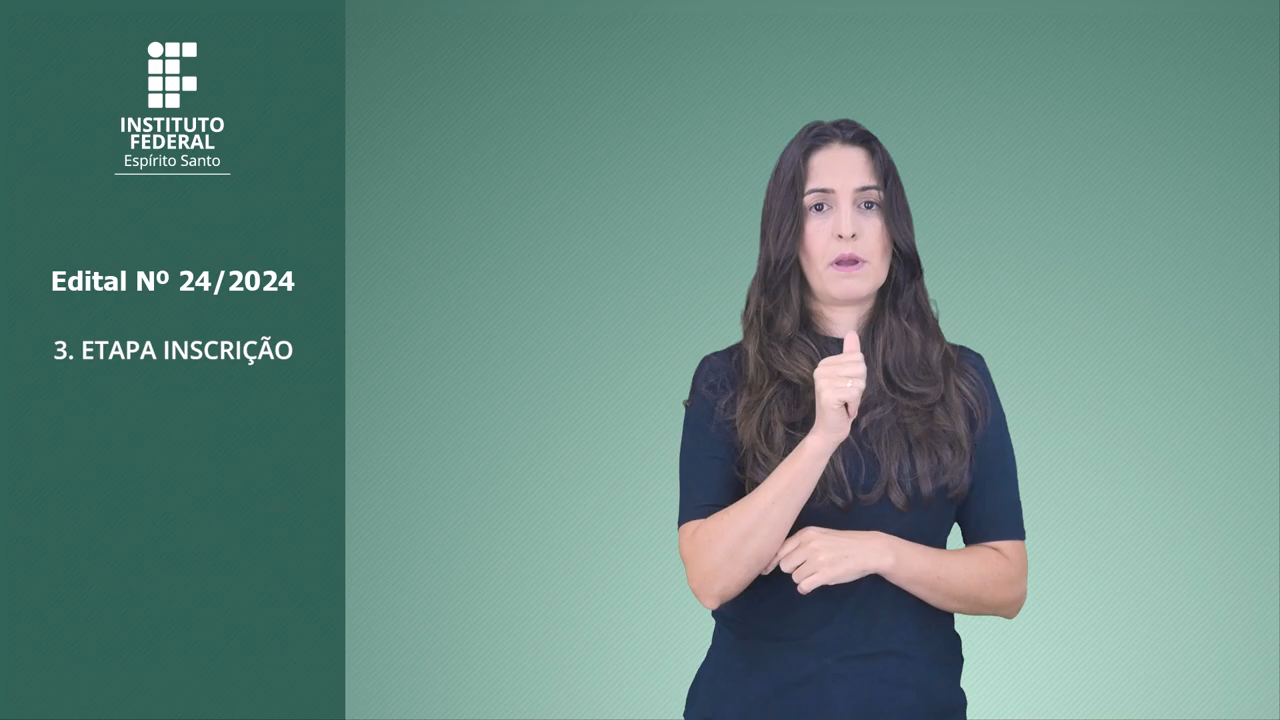 INSTITUTO
FEDERAL
Espírito Santo
Edital Nº 24/2024
3. ETAPA INSCRIÇÃO